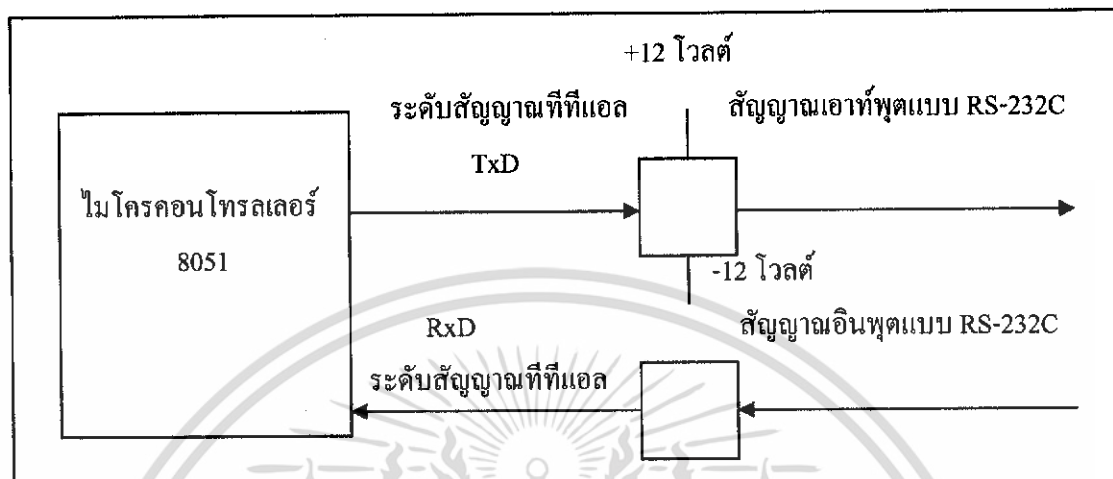 +12 โวลต์
ระดับสัญญาณทีทีแอล
สัญญาณเอาท์พุตแบบ RS-232C
TxD
ไมโครคอนโทรลเลอร์
8051
-12 โวลต์
RxD
สัญญาณอินพุตแบบ RS-232C
ระดับสัญญาณทีทีแอล